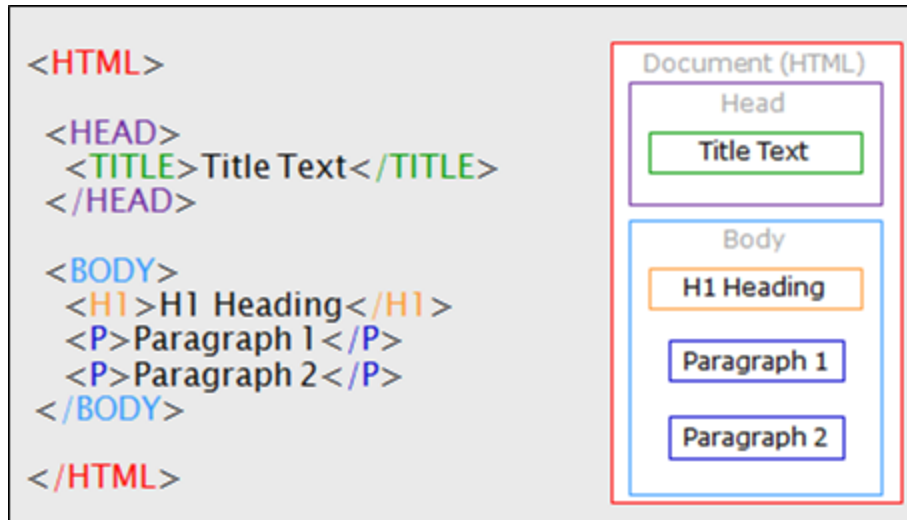 <HTML>
<HEAD>
<TITLE>Title Text</TITLE>
</HEAD>
<BODY>
<H1>H1 Heading</H1>
<P>Paragraph 1</P>
<P>Paragraph 2</P>
</BODY>
</HTML>
Document (HTML)
Head
Title Text
Body
H1 Heading
Paragraph 1
Paragraph 2